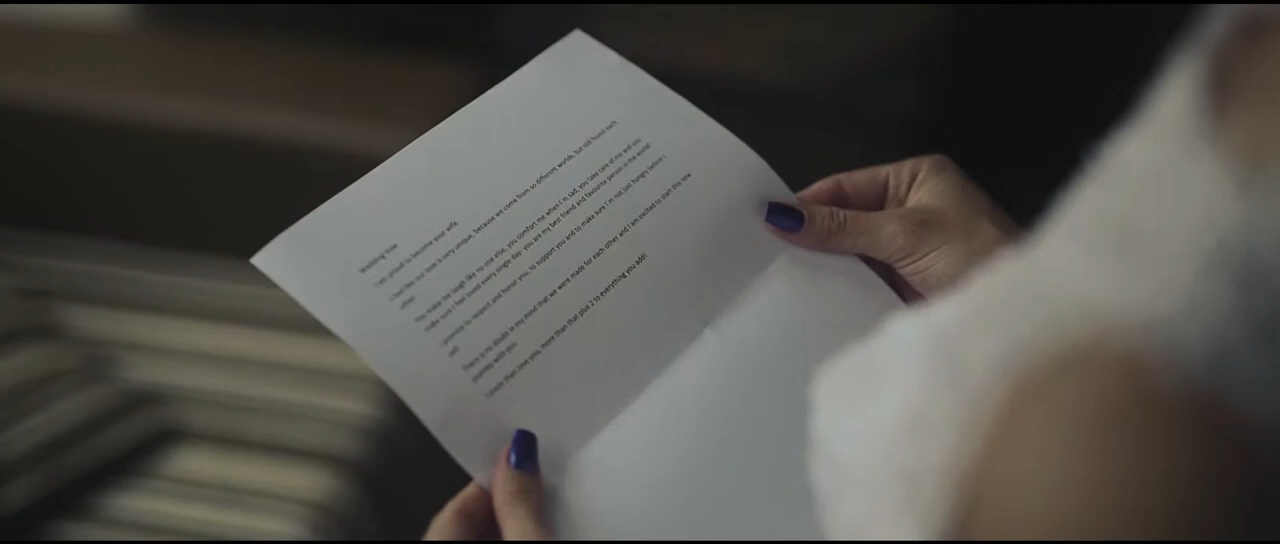 Wedding vow
I am proud to become your wife
I feel like our love is very unique, because we come from so different worlds, but still found each
other
You make me laugh like no one else, you comfort me when I'm sad, you take care of me and you
make sure I feel loved every single day- you are my best friend and favourite person in the world!
I promise to respect and honor you, to support you and to make sure I'm not just hungry before I
yell
There is no doubt in my mind that we were made for each other and I am excited to start this new
journey with you
I more than love you, more than that plus 2 to everything you add!